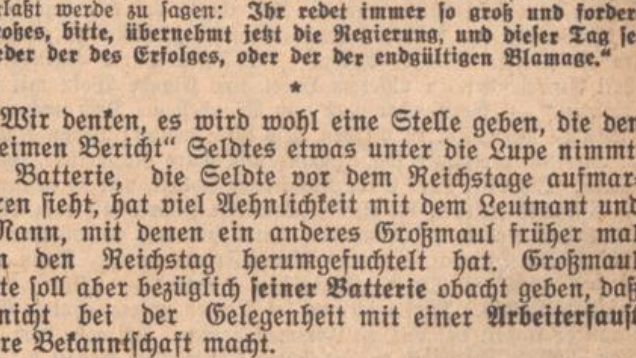 rlaßt werde zu sagen: Ihr redet immer so groß und forder
roßes, bitte, übernehmt jetzt die Regierung, und dieser Tag se
eder der des Erfolges, oder der der endgültigen Blamage.“
*
Wir denken, es wird wohl eine Stelle geben, die den
eimen Bericht“ Seldtes etwas unter die Lupe nimmt
Batterie, die Seldte vor dem Reichstage aufmar-
ren sieht, hat viel Aehnlichkeit mit dem Leutnant und
Mann, mit denen ein anderes Großmaul früher mal
n den Reichstag herumgefuchtelt hat. Großmaul
te soll aber bezüglich seiner Batterie obacht geben, daß
nicht bei der Gelegenheit mit einer Arbeiterfaust
re Bekanntschaft macht.